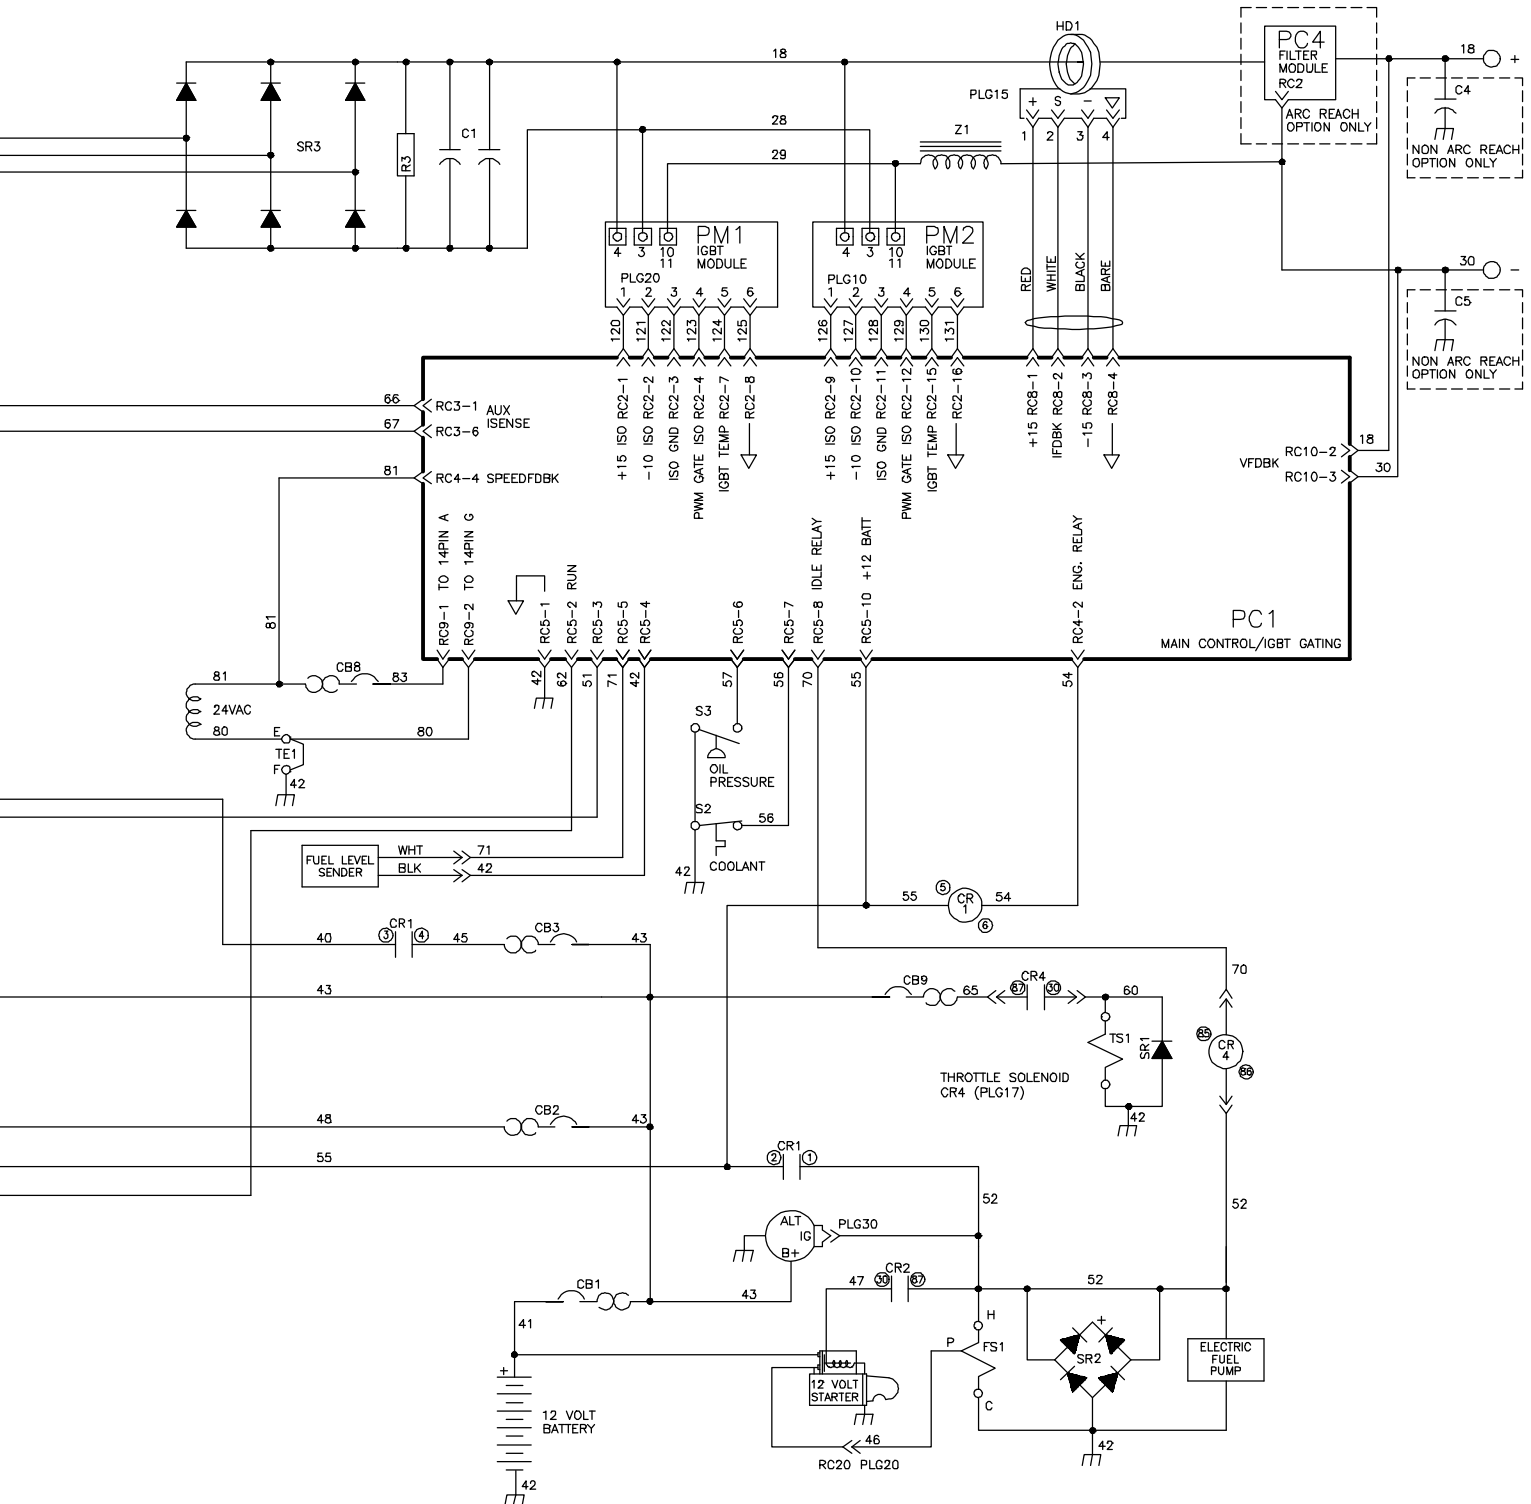 HD1
18
PC4
FILTER
MODULE
RC2
ARC REACH
OPTION ONLY
18
+
C4
NON ARC REACH
OPTION ONLY
PLG15
+ S −
1 2 3 4
SR3
R3
C1
28
29
Z1
PM1
IGBT
MODULE
4 3 10
11
PLG20
1 2 3 4 5 6
PM2
IGBT
MODULE
4 3 10
11
PLG10
1 2 3 4 5 6
RED
WHITE
BLACK
BARE
30
−
C5
NON ARC REACH
OPTION ONLY
120
121
122
123
124
125
126
127
128
129
130
131
+15 ISO RC2-1
-10 ISO RC2-2
ISO GND RC2-3
PWM GATE ISO RC2-4
IGBT TEMP RC2-7
RC2-8
+15 ISO RC2-9
-10 ISO RC2-10
ISO GND RC2-11
PWM GATE ISO RC2-12
IGBT TEMP RC2-15
RC2-16
+15 RC8-1
IFDBK RC8-2
-15 RC8-3
RC8-4
66
RC3-1
AUX
ISENSE
67
RC3-6
81
RC4-4 SPEEDFDBK
VFDBK
RC10-2
18
RC10-3
30
RC9-1 TO 14PIN A
RC9-2 TO 14PIN G
RC5-1
RC5-2 RUN
RC5-3
RC5-5
RC5-4
RC5-6
RC5-7
RC5-8 IDLE RELAY
RC5-10 +12 BATT
RC4-2 ENG. RELAY
PC1
MAIN CONTROL/IGBT GATING
81
81
CB8
83
24VAC
80
E
80
TE1
F
42
42
62
51
71
42
57
56
70
55
54
S3
OIL
PRESSURE
S2
56
COOLANT
42
FUEL LEVEL
SENDER
WHT
71
BLK
42
55
5
CR
1
6
54
40
CR1
3 4
45
CB3
43
43
CB9
65
CR4
87 30
60
TS1
SR1
42
THROTTLE SOLENOID
CR4 (PLG17)
70
85
CR
4
86
48
CB2
43
55
CR1
2 1
52
52
ALT
IG
B+
PLG30
CB1
43
41
47
CR2
30 87
52
H
P
FS1
C
SR2
+
ELECTRIC
FUEL
PUMP
12 VOLT
STARTER
+
12 VOLT
BATTERY
42
46
RC20 PLG20
42